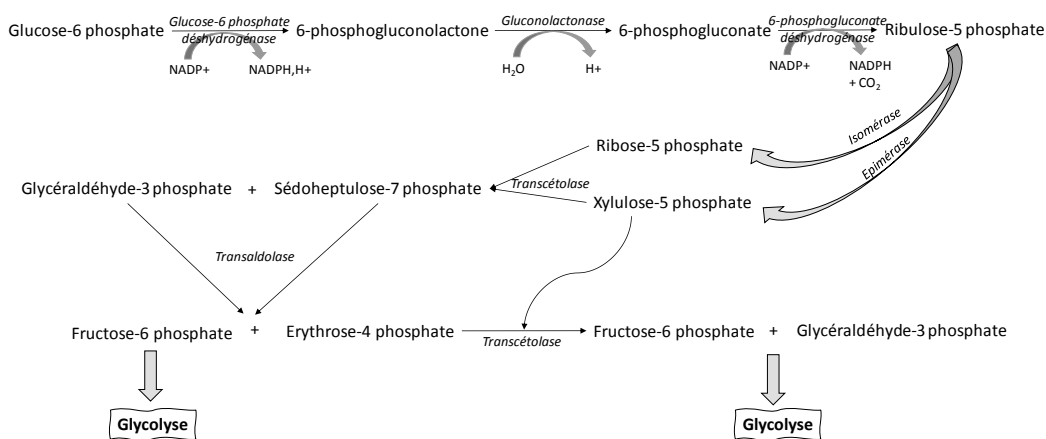 Glucose-6 phosphate
Glucose-6 phosphate
déshydrogénase
NADP+
NADPH,H+
6-phosphogluconolactone
Gluconolactonase
H₂O
H+
6-phosphogluconate
6-phosphogluconate
déshydrogénase
NADP+
NADPH
+ CO₂
Ribulose-5 phosphate
Isomérase
Epimérase
Ribose-5 phosphate
Glycéraldéhyde-3 phosphate + Sédoheptulose-7 phosphate
Transcétolase
Xylulose-5 phosphate
Transaldolase
Fructose-6 phosphate + Erythrose-4 phosphate
Transcétolase
Fructose-6 phosphate + Glycéraldéhyde-3 phosphate
Glycolyse
Glycolyse